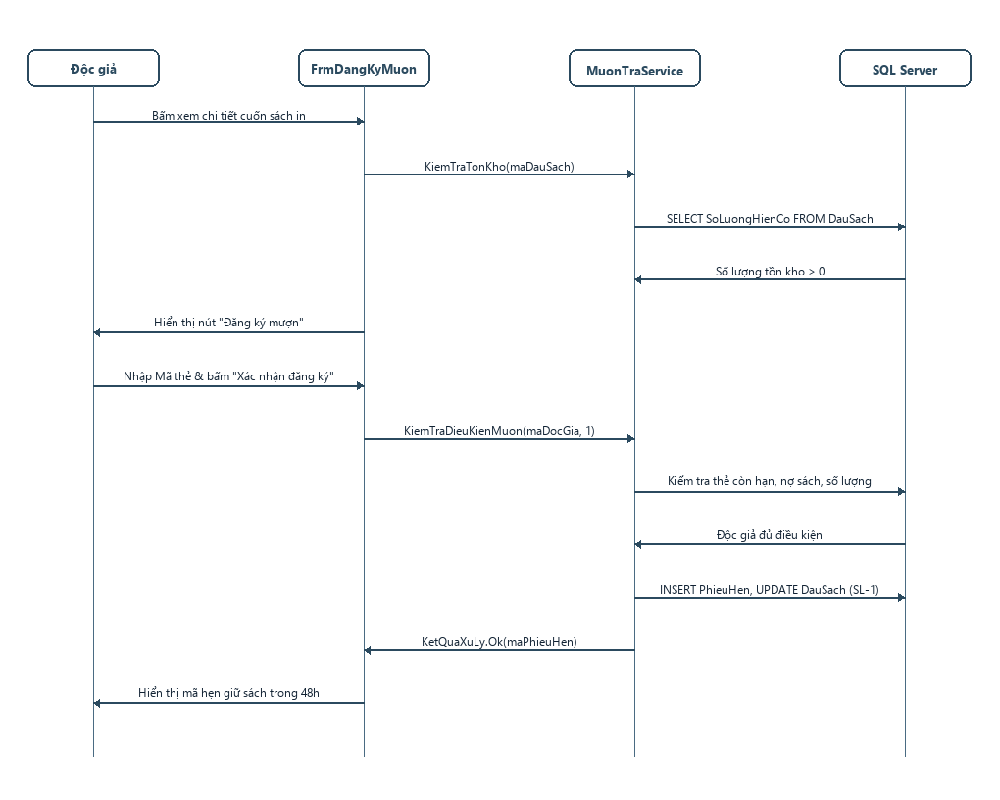 Độc giả
FrmDangKyMuon
MuonTraService
SQL Server
Bấm xem chi tiết cuốn sách in
KiemTraTonKho(maDauSach)
SELECT SoLuongHienCo FROM DauSach
Số lượng tồn kho > 0
Hiển thị nút "Đăng ký mượn"
Nhập Mã thẻ & bấm "Xác nhận đăng ký"
KiemTraDieuKienMuon(maDocGia, 1)
Kiểm tra thẻ còn hạn, nợ sách, số lượng
Độc giả đủ điều kiện
INSERT PhieuHen, UPDATE DauSach (SL-1)
KetQuaXuLy.Ok(maPhieuHen)
Hiển thị mã hẹn giữ sách trong 48h